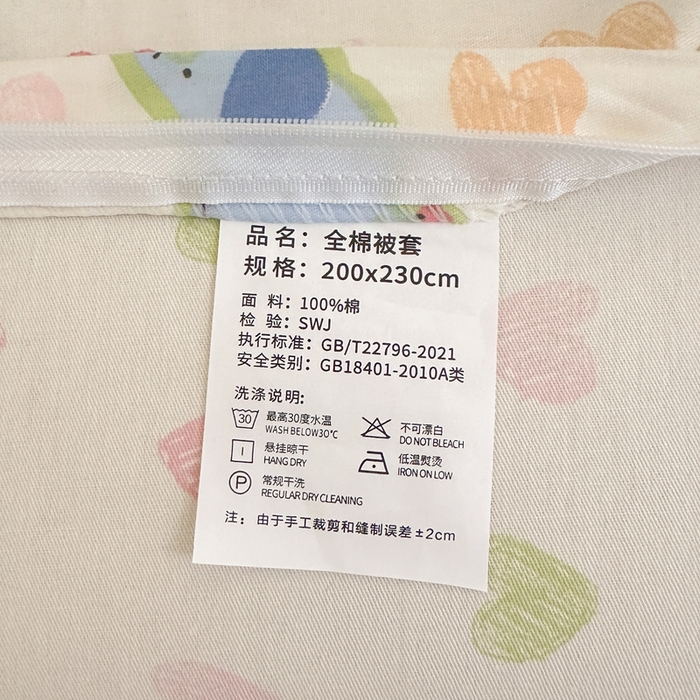 品名：全棉被套
规格：200x230cm
面料：100%棉
检验：SWJ
执行标准：GB/T22796-2021
安全类别：GB18401-2010A类
洗涤说明：
30 最高30度水温
WASH BELOW30℃
不可漂白
DO NOT BLEACH
悬挂晾干
HANG DRY
低温熨烫
IRON ON LOW
P 常规干洗
REGULAR DRY CLEANING
注：由于手工裁剪和缝制误差±2cm